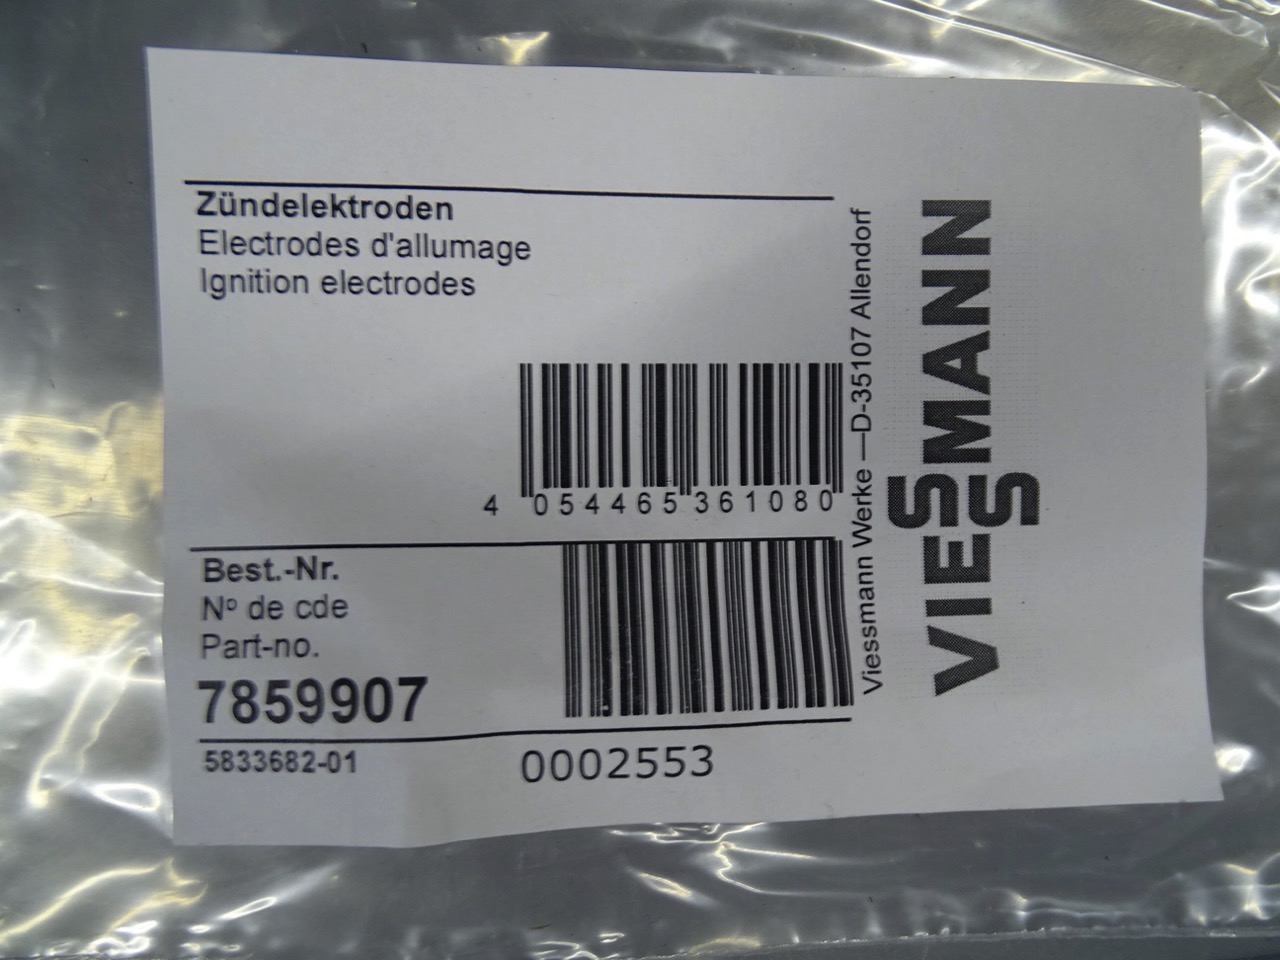 Zündelektroden
Electrodes d'allumage
Ignition electrodes
4 054465 361080
Best.-Nr.
Nº de cde
Part-no.
7859907
5833682-01
0002553
Viessmann Werke —D-35107 Allendorf
VIESSMANN